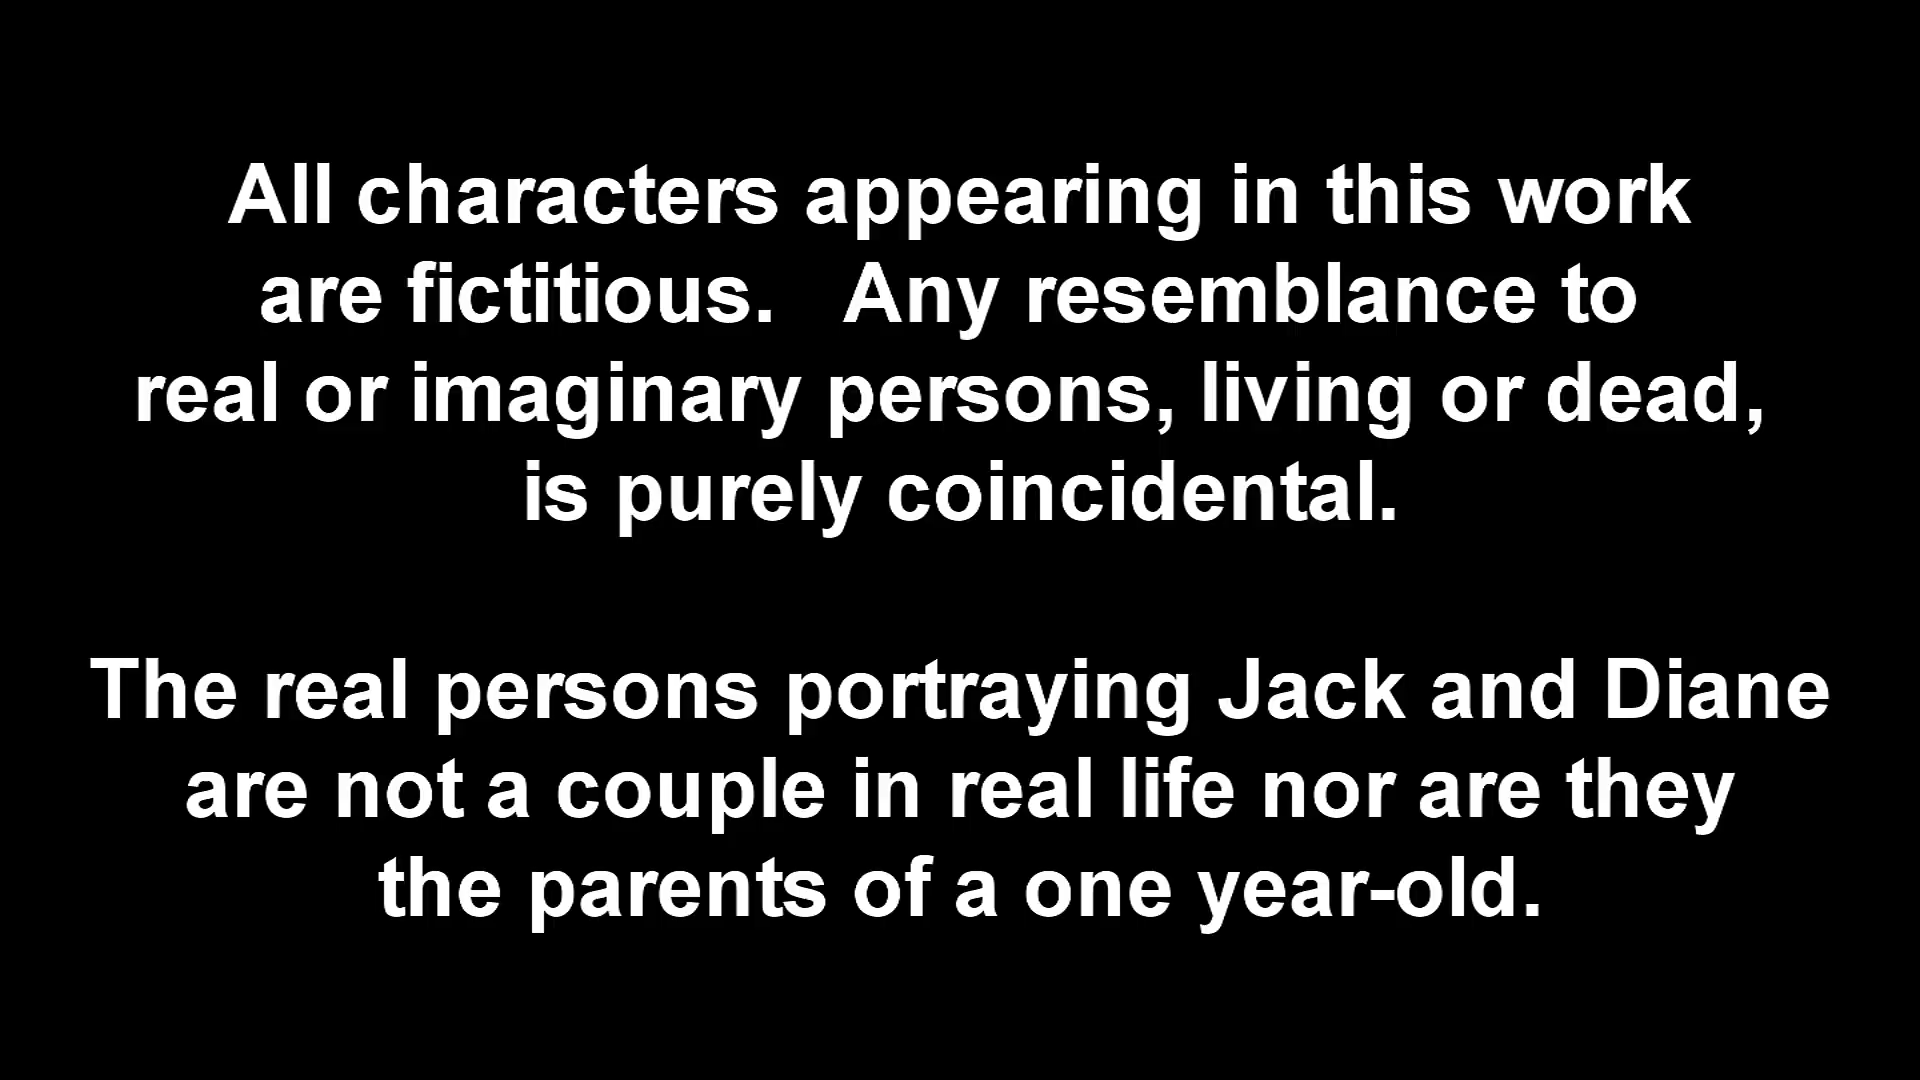 All characters appearing in this work
are fictitious.   Any resemblance to
real or imaginary persons, living or dead,
is purely coincidental.
The real persons portraying Jack and Diane
are not a couple in real life nor are they
the parents of a one year-old.